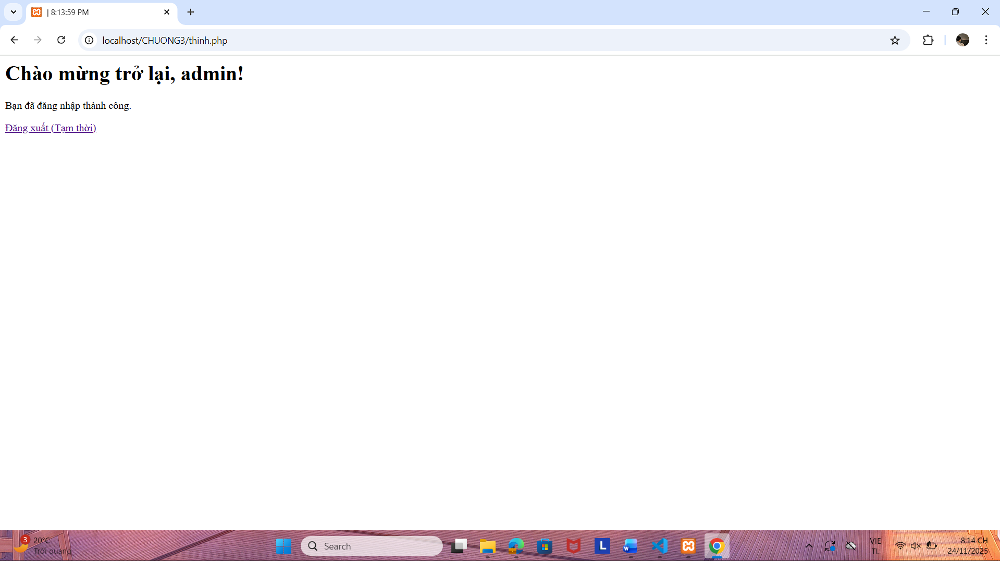 | 8:13:59 PM
localhost/CHUONG3/thinh.php
Chào mừng trở lại, admin!
Bạn đã đăng nhập thành công.
Đăng xuất (Tạm thời)
3
20°C
Trời quang
Search
L
W
VIE
TL
8:14 CH
24/11/2025